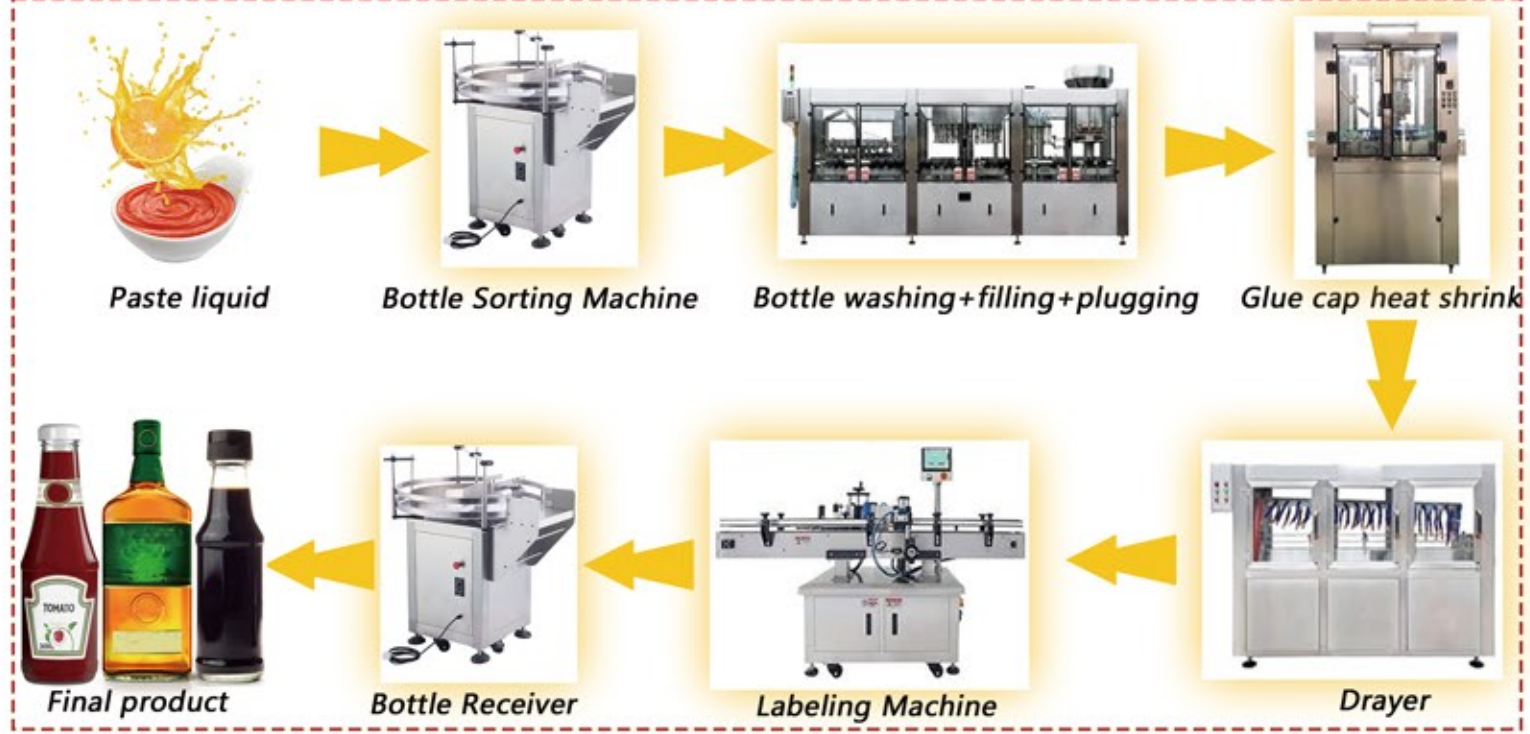 Paste liquid
Bottle Sorting Machine
Bottle washing+filling+plugging
Glue cap heat shrink
Final product
Bottle Receiver
Labeling Machine
Drayer
TOMATO